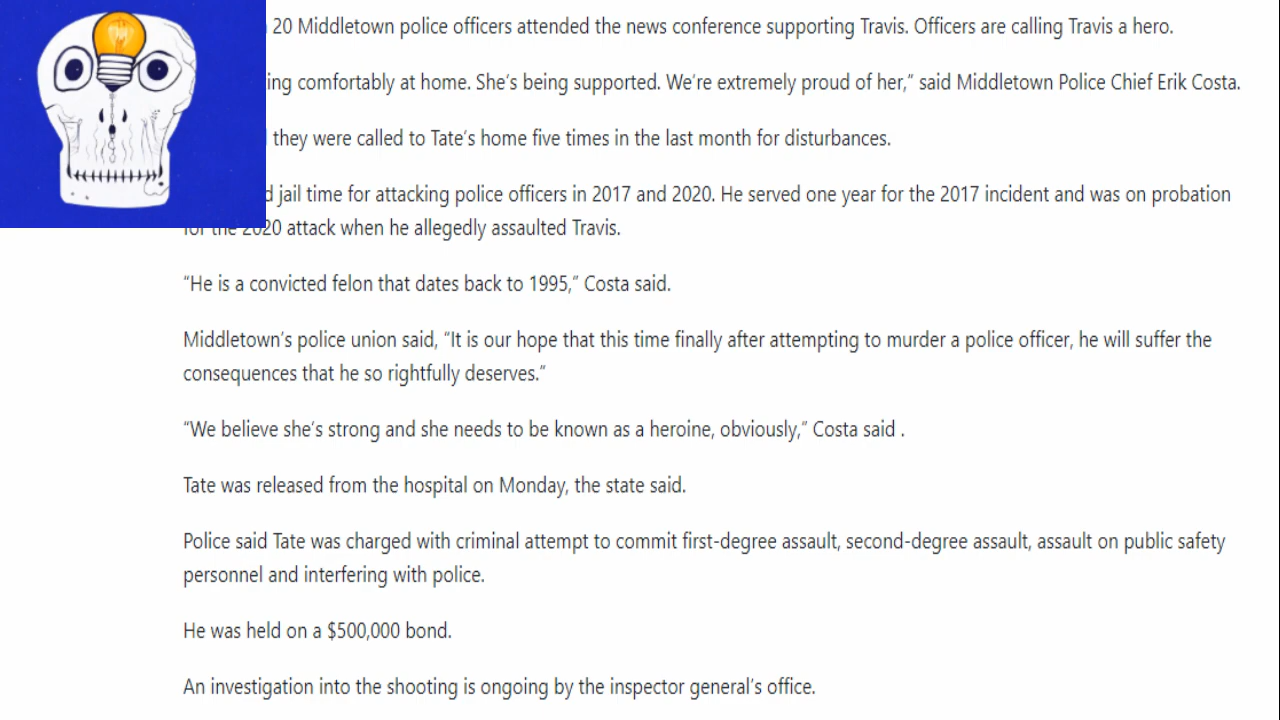 20 Middletown police officers attended the news conference supporting Travis. Officers are calling Travis a hero.
ing comfortably at home. She’s being supported. We’re extremely proud of her,” said Middletown Police Chief Erik Costa.
they were called to Tate’s home five times in the last month for disturbances.
d jail time for attacking police officers in 2017 and 2020. He served one year for the 2017 incident and was on probation
for the 2020 attack when he allegedly assaulted Travis.
“He is a convicted felon that dates back to 1995,” Costa said.
Middletown’s police union said, “It is our hope that this time finally after attempting to murder a police officer, he will suffer the
consequences that he so rightfully deserves.”
“We believe she’s strong and she needs to be known as a heroine, obviously,” Costa said .
Tate was released from the hospital on Monday, the state said.
Police said Tate was charged with criminal attempt to commit first-degree assault, second-degree assault, assault on public safety
personnel and interfering with police.
He was held on a $500,000 bond.
An investigation into the shooting is ongoing by the inspector general’s office.